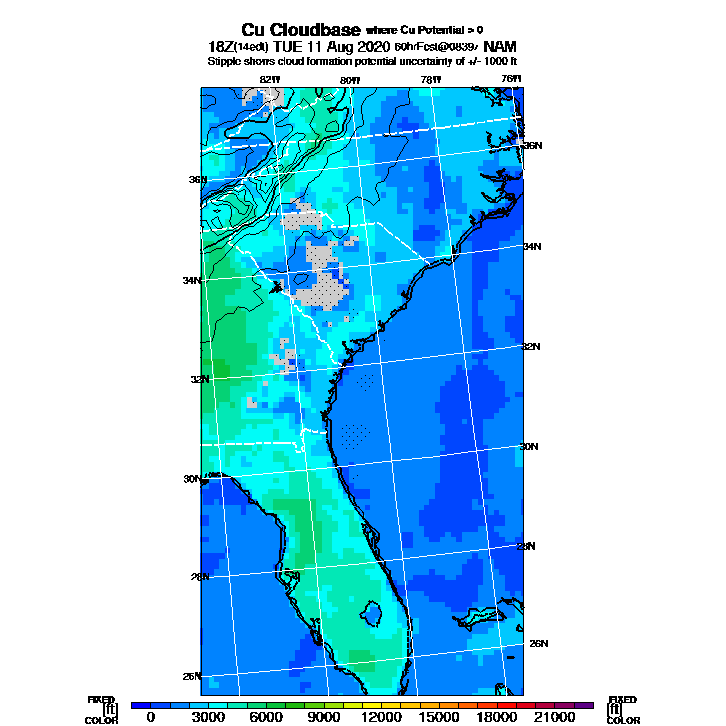 Cu Cloudbase where Cu Potential > 0
18Z(14edt) TUE 11 Aug 2020 60hrFcst@0839z NAM
Stipple shows cloud formation potential uncertainty of +/- 1000 ft
82W 80W 78W 76W
36N
36N
34N
34N
32N
32N
30N
30N
28N
28N
26N
26N
FIXED FIXED
[ft] [ft]
COLOR 0 3000 6000 9000 12000 15000 18000 21000 COLOR